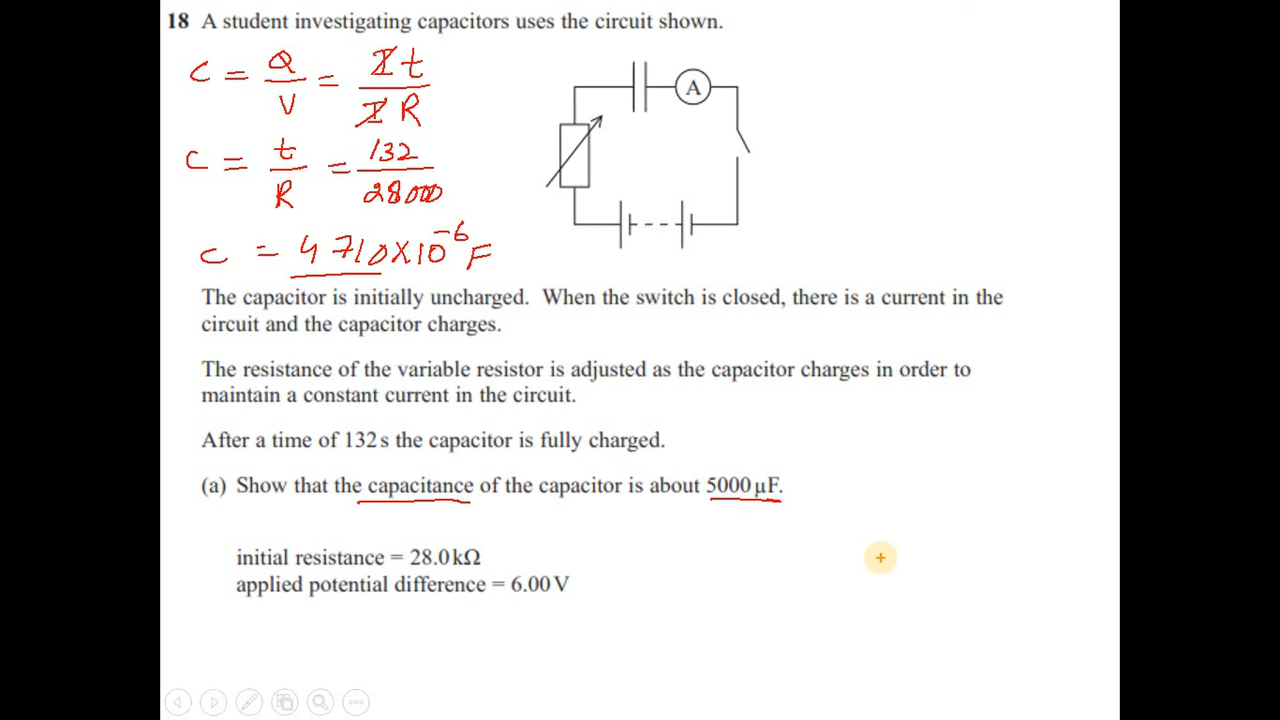 18 A student investigating capacitors uses the circuit shown.
C = Q/V = It/IR
C = t/R = 132/28000
C = 4710×10⁻⁶ F
A
The capacitor is initially uncharged. When the switch is closed, there is a current in the
circuit and the capacitor charges.
The resistance of the variable resistor is adjusted as the capacitor charges in order to
maintain a constant current in the circuit.
After a time of 132 s the capacitor is fully charged.
(a) Show that the capacitance of the capacitor is about 5000 μF.
initial resistance = 28.0 kΩ
applied potential difference = 6.00 V